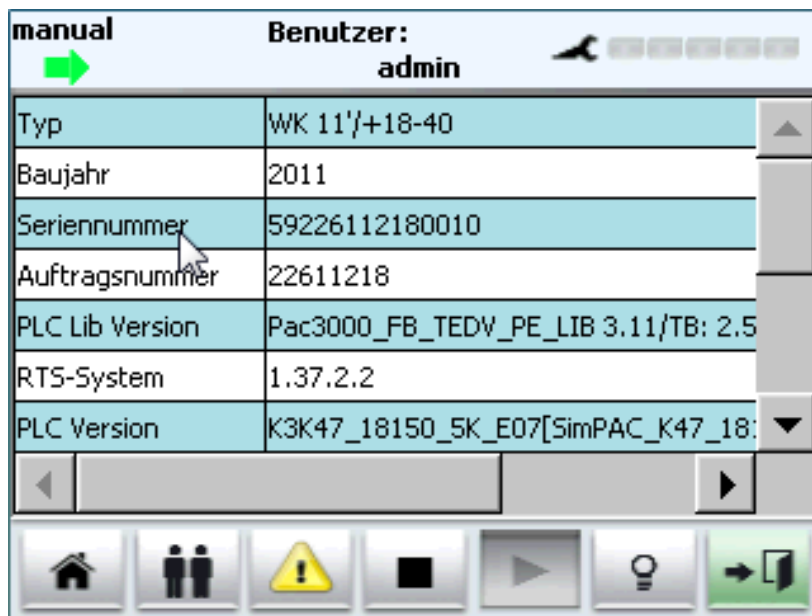 manual Benutzer:
admin
Typ WK 11'/+18-40
Baujahr 2011
Seriennummer 59226112180010
Auftragsnummer 22611218
PLC Lib Version Pac3000_FB_TEDV_PE_LIB 3.11/TB: 2.5
RTS-System 1.37.2.2
PLC Version K3K47_18150_5K_E07[SimPAC_K47_181